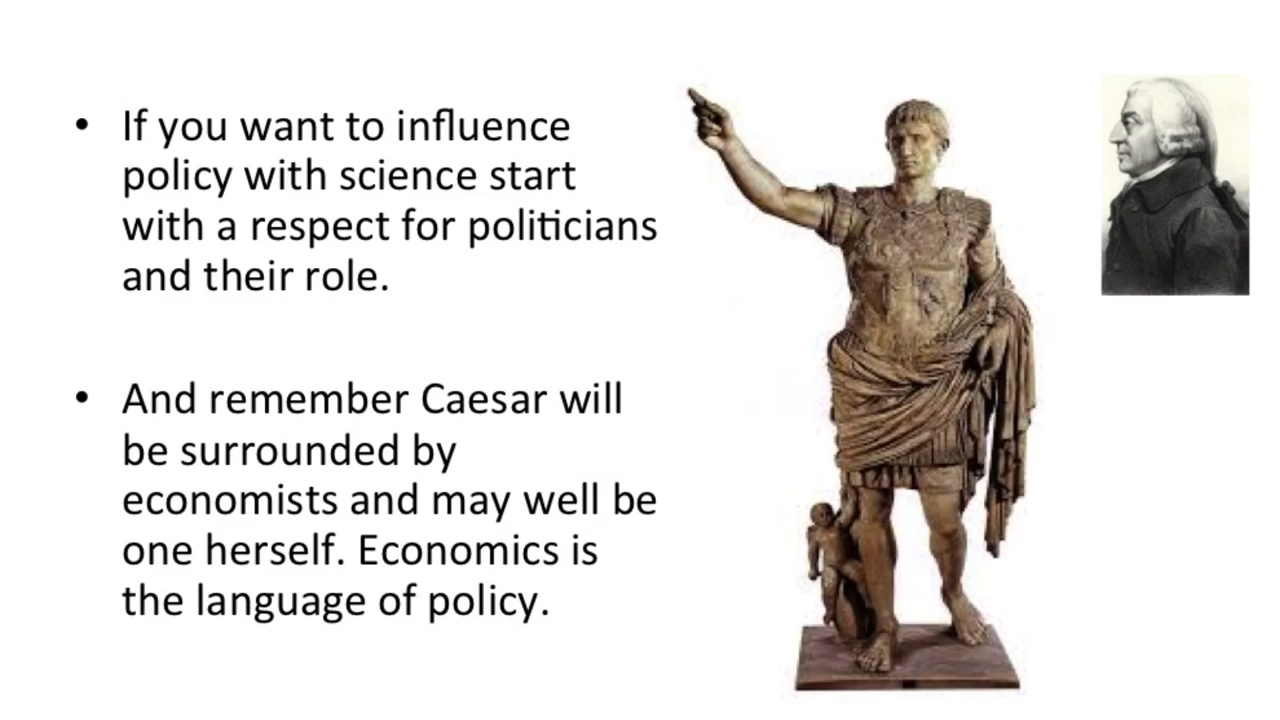 • If you want to influence
policy with science start
with a respect for politicians
and their role.
• And remember Caesar will
be surrounded by
economists and may well be
one herself. Economics is
the language of policy.